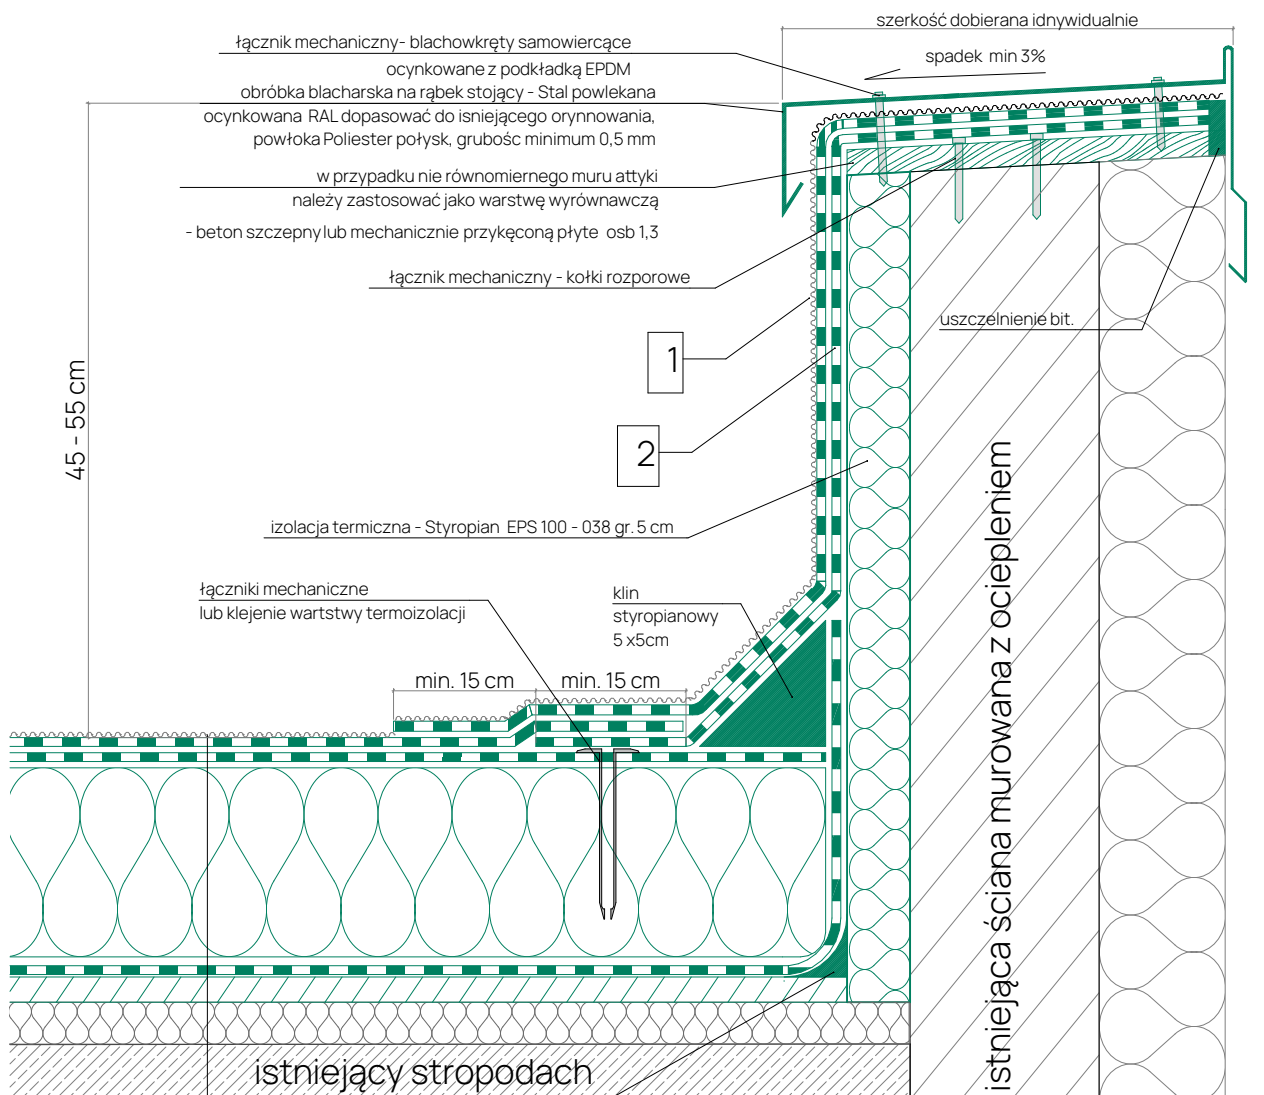 szerkość dobierana idnywidualnie
łącznik mechaniczny- blachowkręty samowiercące
ocynkowane z podkładką EPDM
spadek min 3%
obróbka blacharska na rąbek stojący - Stal powlekana
ocynkowana RAL dopasować do isniejącego orynnowania,
powłoka Poliester połysk, grubośc minimum 0,5 mm
w przypadku nie równomiernego muru attyki
należy zastosować jako warstwę wyrównawczą
- beton szczepny lub mechanicznie przykęconą płyte osb 1,3
łącznik mechaniczny - kołki rozporowe
uszczelnienie bit.
1
45 - 55 cm
2
izolacja termiczna - Styropian EPS 100 - 038 gr. 5 cm
łączniki mechaniczne
lub klejenie wartstwy termoizolacji
klin
styropianowy
5 x5cm
min. 15 cm
min. 15 cm
istniejąca ściana murowana z ociepleniem
istniejący stropodach